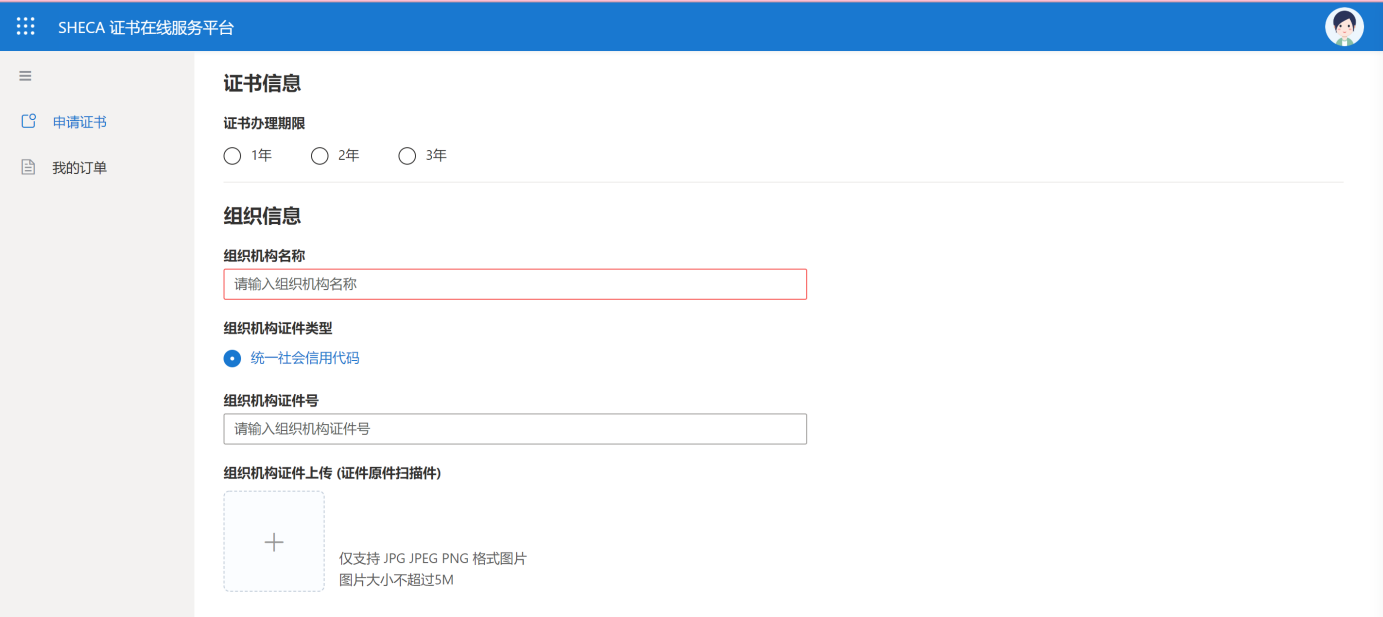 SHECA 证书在线服务平台
申请证书
我的订单
证书信息
证书办理期限
1年 2年 3年
组织信息
组织机构名称
请输入组织机构名称
组织机构证件类型
统一社会信用代码
组织机构证件号
请输入组织机构证件号
组织机构证件上传 (证件原件扫描件)
仅支持 JPG JPEG PNG 格式图片
图片大小不超过5M